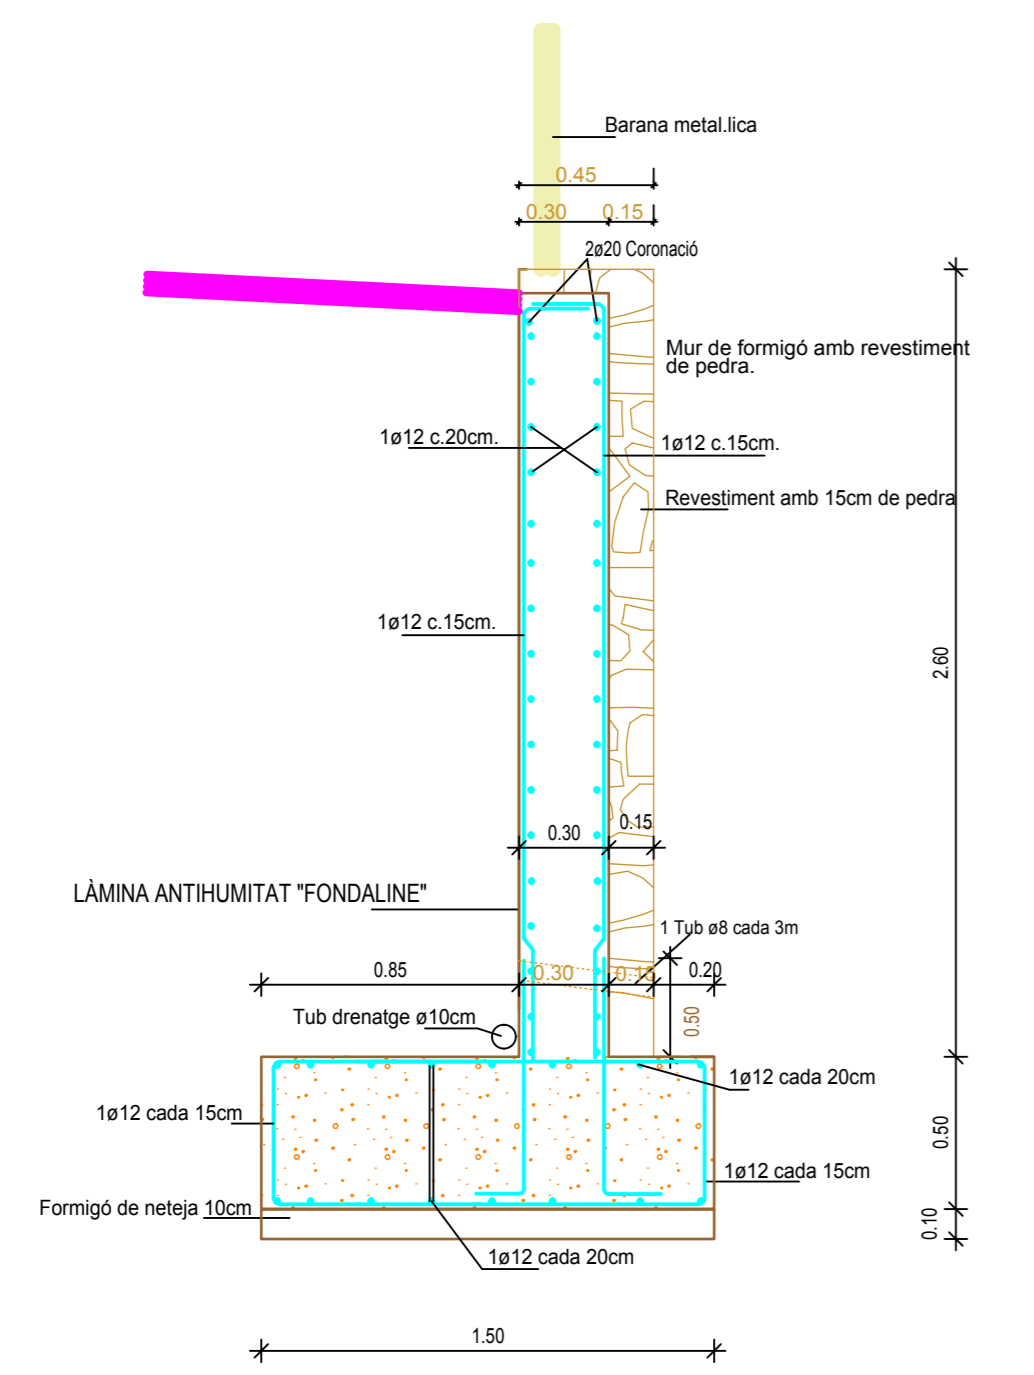 Barana metal.lica
0.45
0.30
0.15
2ø20 Coronació
Mur de formigó amb revestiment
de pedra.
1ø12 c.20cm.
1ø12 c.15cm.
Revestiment amb 15cm de pedra
1ø12 c.15cm.
2.60
0.30
0.15
LÀMINA ANTIHUMITAT "FONDALINE"
1 Tub ø8 cada 3m
0.85
0.30
0.15
0.20
Tub drenatge ø10cm
0.50
1ø12 cada 20cm
1ø12 cada 15cm
0.50
1ø12 cada 15cm
Formigó de neteja 10cm
0.10
1ø12 cada 20cm
1.50